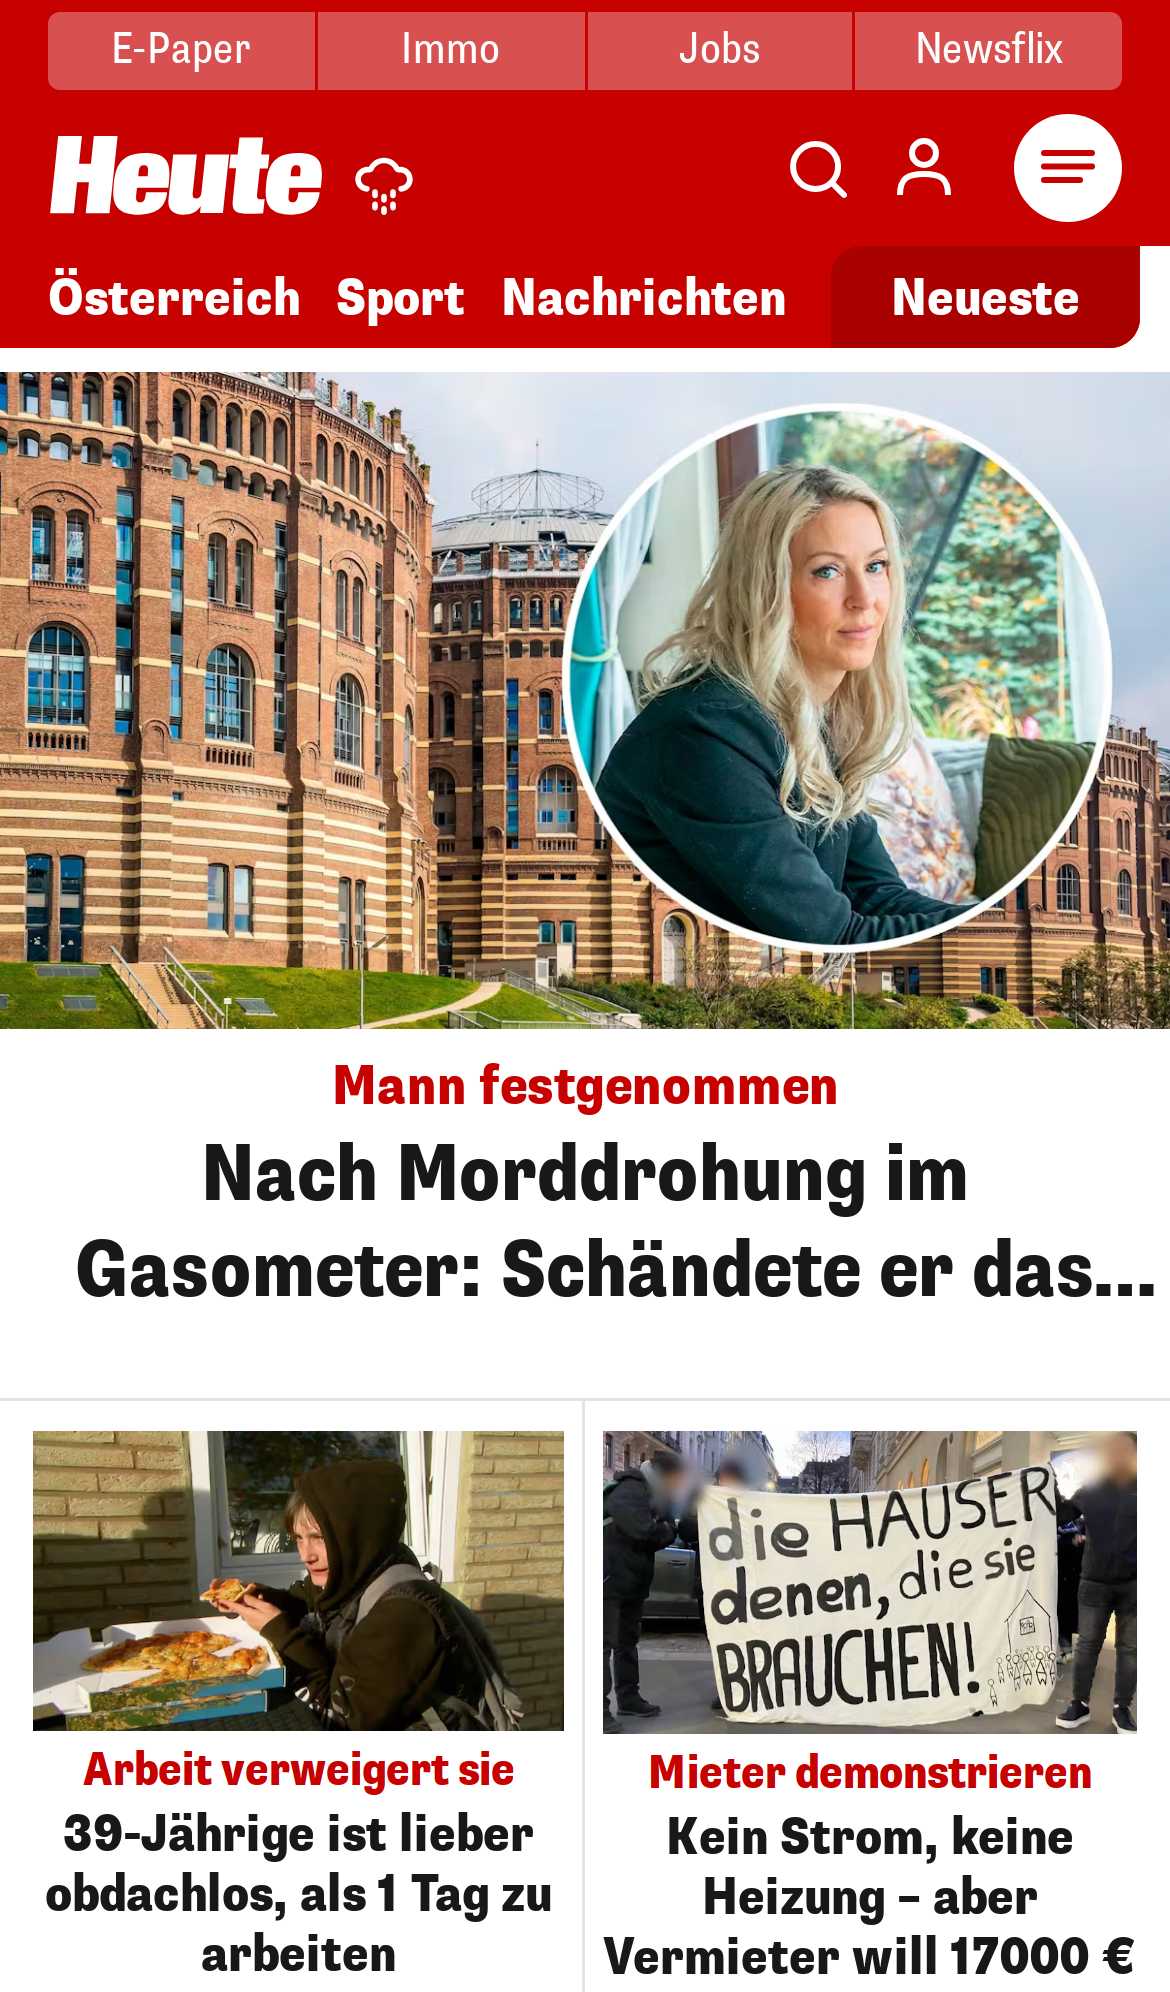 E-Paper Immo Jobs Newsflix
Heute
Österreich Sport Nachrichten Neueste
Mann festgenommen
Nach Morddrohung im
Gasometer: Schändete er das...
die HÄUSER
denen, die sie
BRAUCHEN!
Arbeit verweigert sie
39-Jährige ist lieber
obdachlos, als 1 Tag zu
arbeiten
Mieter demonstrieren
Kein Strom, keine
Heizung – aber
Vermieter will 17000 €